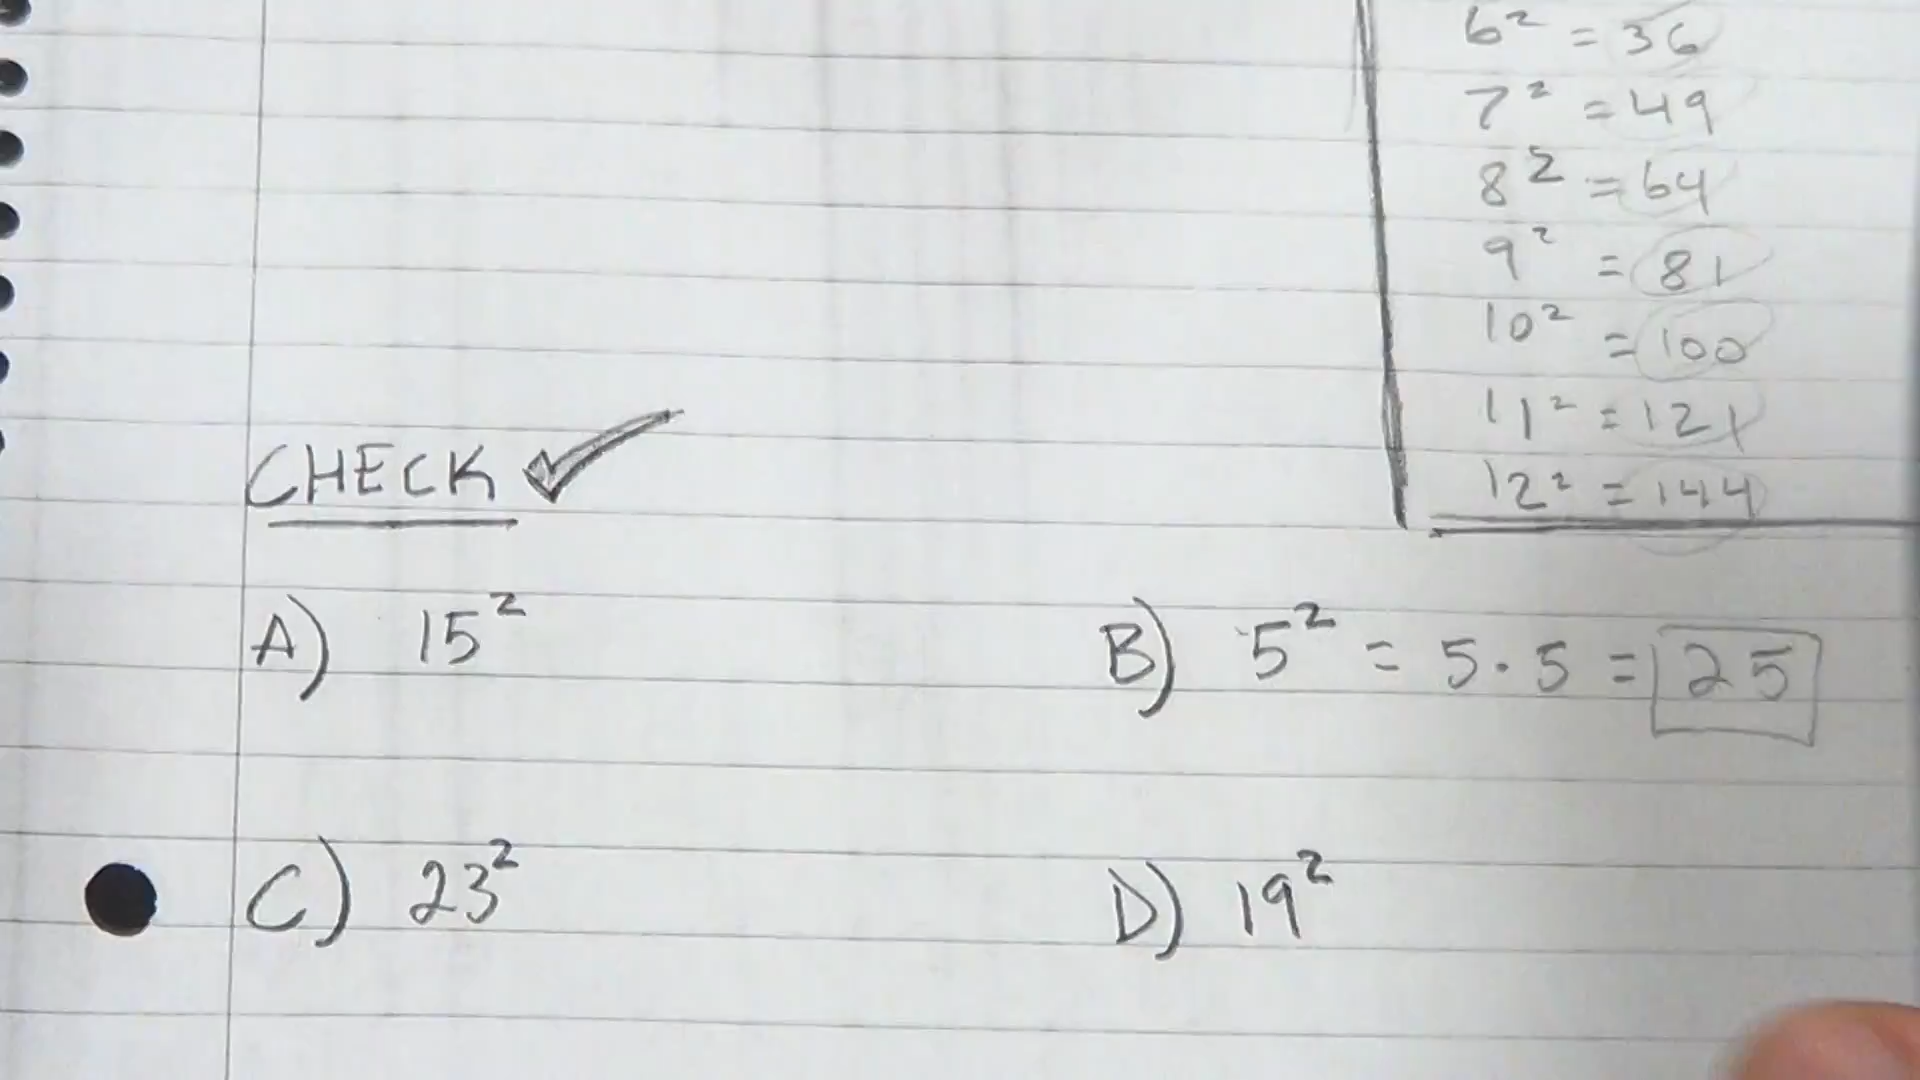 6² = 36
7² = 49
8² = 64
9² = 81
10² = 100
11² = 121
12² = 144
CHECK ✓
A) 15²
B) 5² = 5·5 = 25
C) 23²
D) 19²